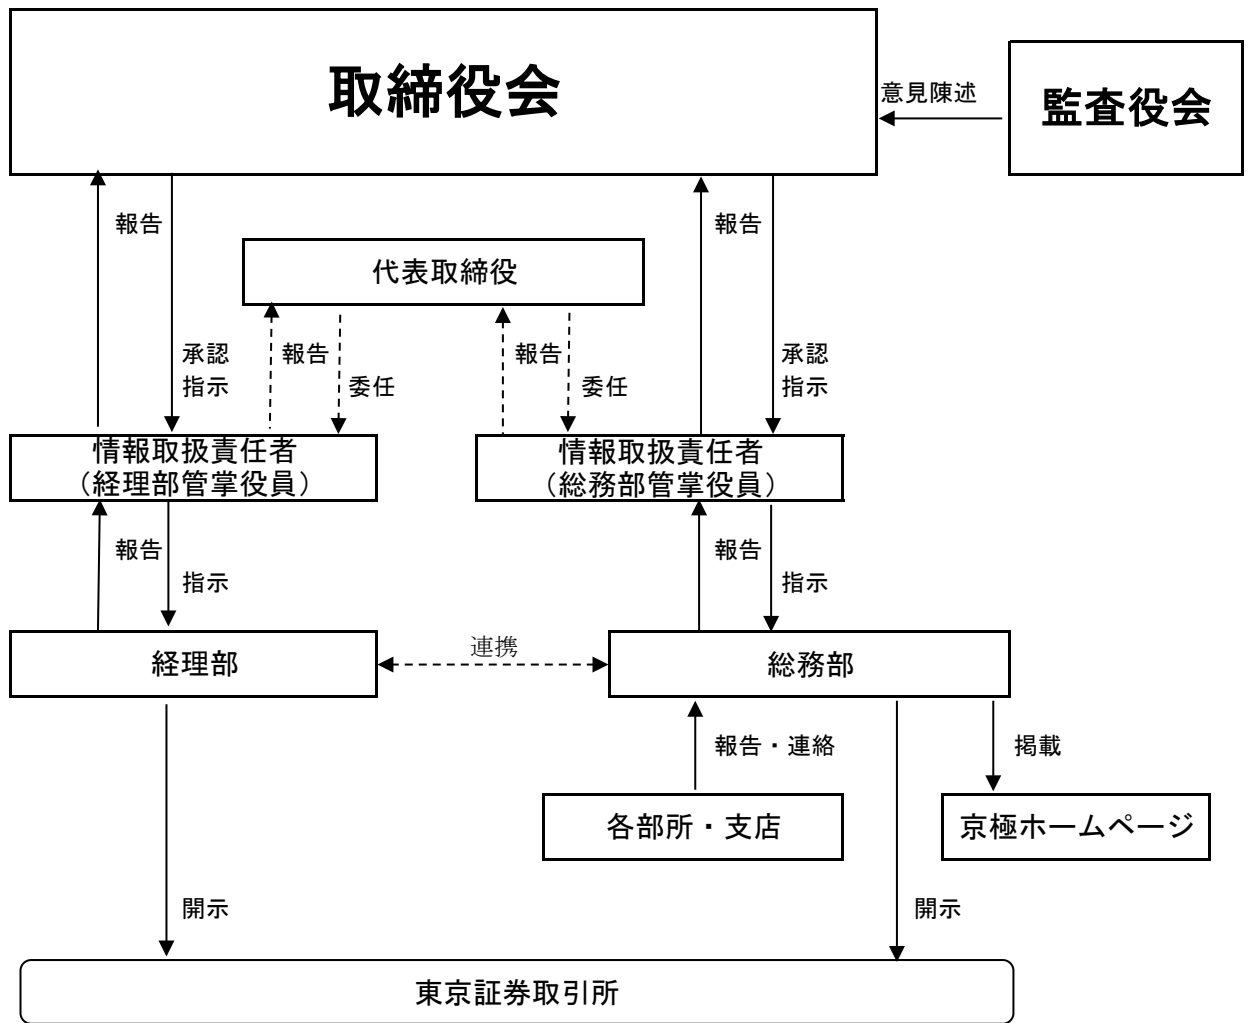 取締役会
意見陳述
監査役会
報告
報告
代表取締役
承認
指示
報告
委任
報告
委任
承認
指示
情報取扱責任者
（経理部管掌役員）
情報取扱責任者
（総務部管掌役員）
報告
指示
報告
指示
経理部
連携
総務部
報告・連絡
掲載
各部所・支店
京極ホームページ
開示
開示
東京証券取引所